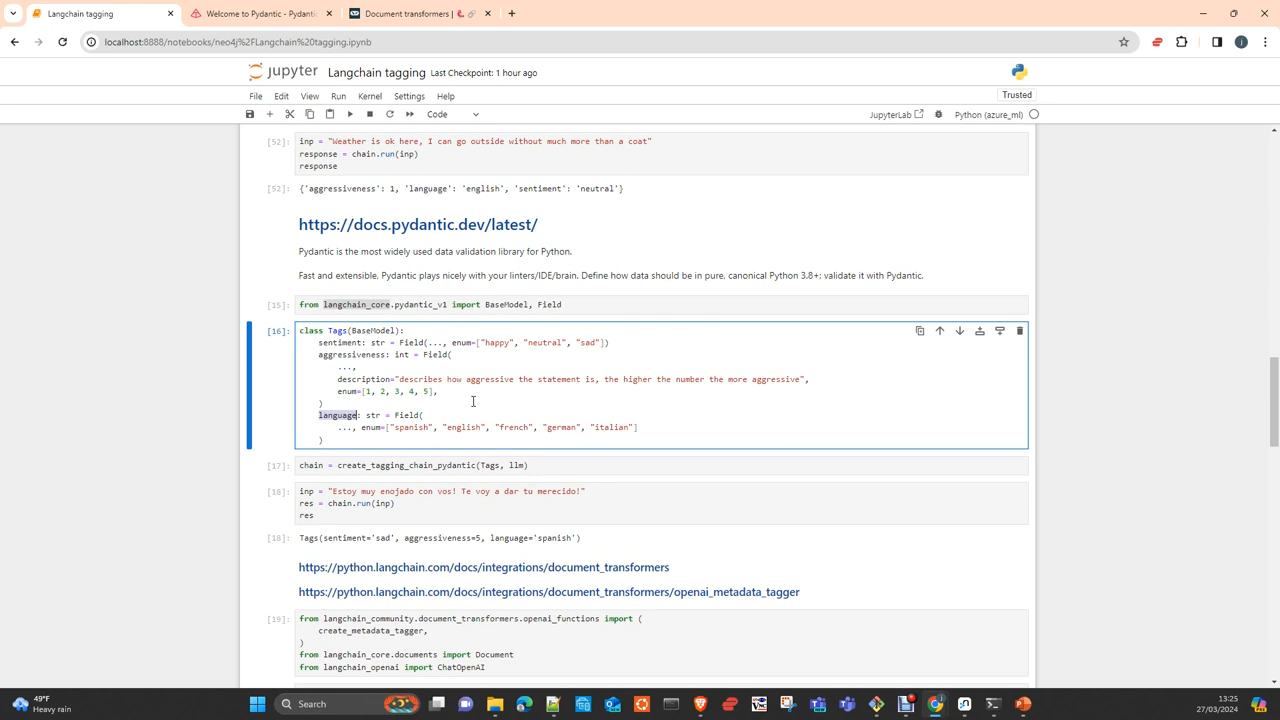 Langchain tagging
Welcome to Pydantic - Pydantic
Document transformers |
localhost:8888/notebooks/neo4j%2FLangchain%20tagging.ipynb
jupyter
Langchain tagging Last Checkpoint: 1 hour ago
File Edit View Run Kernel Settings Help
Trusted
Code
JupyterLab
Python (azure_ml)
[52]: inp = "Weather is ok here, I can go outside without much more than a coat"
response = chain.run(inp)
response
[52]: {'aggressiveness': 1, 'language': 'english', 'sentiment': 'neutral'}
https://docs.pydantic.dev/latest/
Pydantic is the most widely used data validation library for Python.
Fast and extensible, Pydantic plays nicely with your linters/IDE/brain. Define how data should be in pure, canonical Python 3.8+; validate it with Pydantic.
[15]: from langchain_core.pydantic_v1 import BaseModel, Field
[16]: class Tags(BaseModel):
sentiment: str = Field(..., enum=["happy", "neutral", "sad"])
aggressiveness: int = Field(
...,
description="describes how aggressive the statement is, the higher the number the more aggressive",
enum=[1, 2, 3, 4, 5],
)
language: str = Field(
..., enum=["spanish", "english", "french", "german", "italian"]
)
[17]: chain = create_tagging_chain_pydantic(Tags, llm)
[18]: inp = "Estoy muy enojado con vos! Te voy a dar tu merecido!"
res = chain.run(inp)
res
[18]: Tags(sentiment='sad', aggressiveness=5, language='spanish')
https://python.langchain.com/docs/integrations/document_transformers
https://python.langchain.com/docs/integrations/document_transformers/openai_metadata_tagger
[19]: from langchain_community.document_transformers.openai_functions import (
create_metadata_tagger,
)
from langchain_core.documents import Document
from langchain_openai import ChatOpenAI
49°F
Heavy rain
Search
13:25
27/03/2024